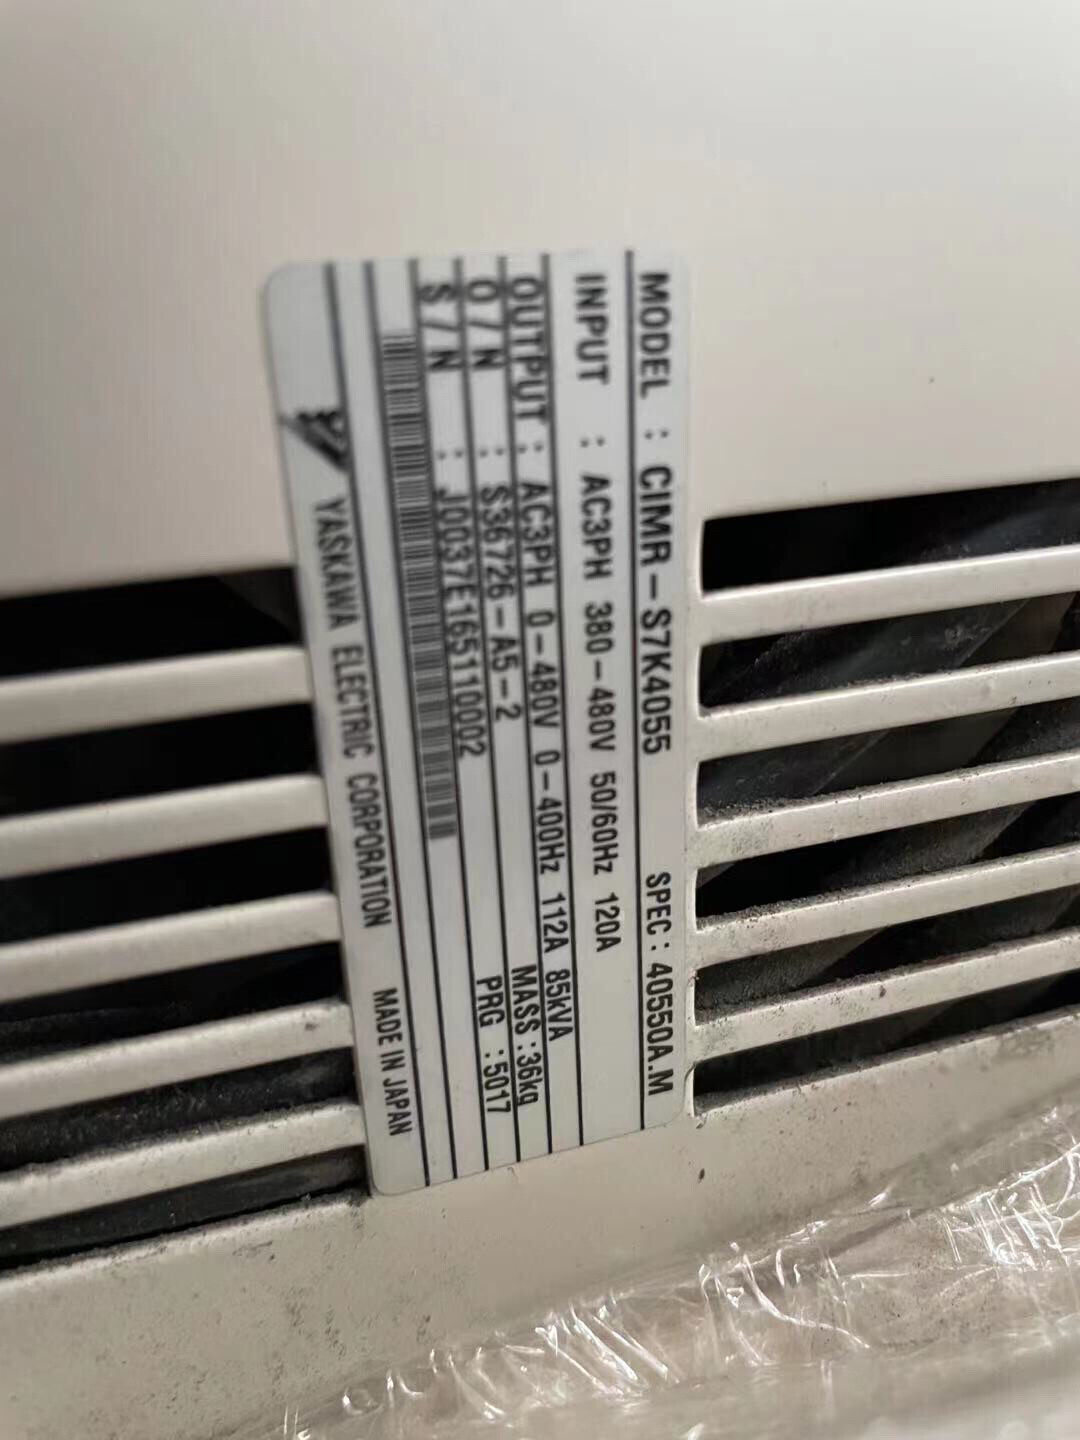 MODEL : CIMR-S7K4055 SPEC: 40550A.M
INPUT : AC3PH 380-480V 50/60Hz 120A
OUTPUT : AC3PH 0-480V 0-400Hz 112A 85kVA
MASS :36kg
O/N : S36726-A5-2 PRG :5017
S/N : J0037E165110002
YASKAWA ELECTRIC CORPORATION MADE IN JAPAN